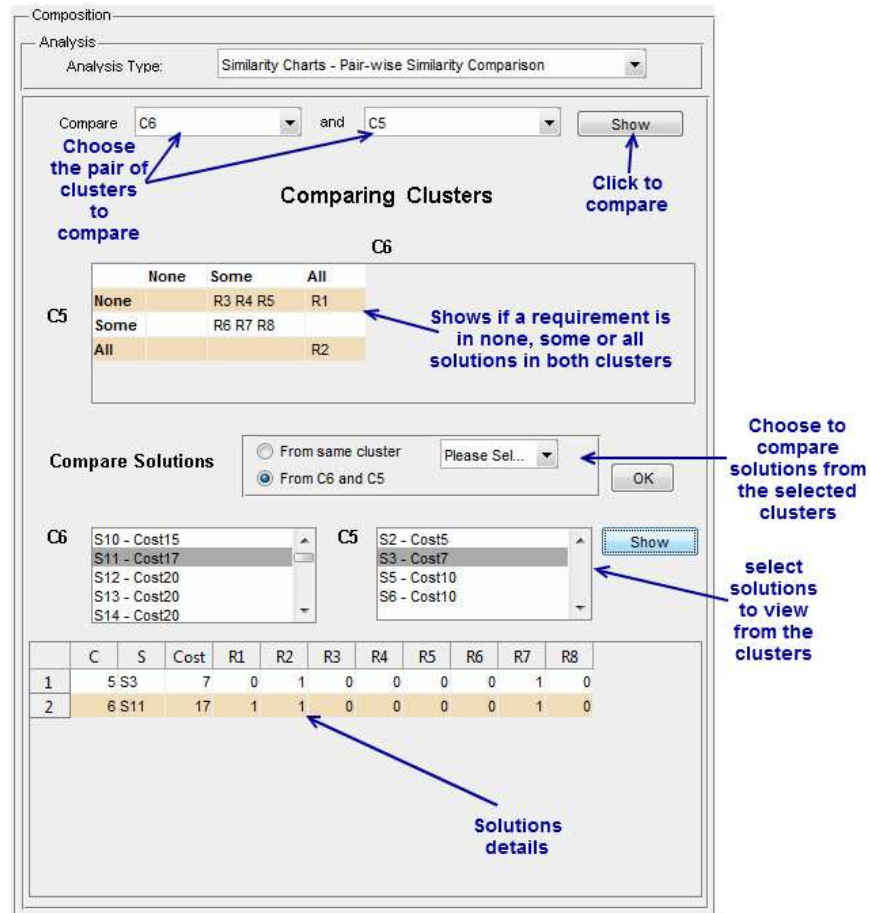 Composition
Analysis
Analysis Type: Similarity Charts - Pair-wise Similarity Comparison
Compare C6 and C5 Show
Choose
the pair of
clusters
to
compare
Click to
compare
Comparing Clusters
C6
None Some All
C5
None R3 R4 R5 R1
Some R6 R7 R8
All R2
Shows if a requirement is
in none, some or all
solutions in both clusters
Compare Solutions
From same cluster Please Sel...
From C6 and C5
OK
Choose to
compare
solutions from
the selected
clusters
C6
S10 - Cost15
S11 - Cost17
S12 - Cost20
S13 - Cost20
S14 - Cost20
C5
S2 - Cost5
S3 - Cost7
S5 - Cost10
S6 - Cost10
Show
select
solutions
to view
from the
clusters
C S Cost R1 R2 R3 R4 R5 R6 R7 R8
1 5 S3 7 0 1 0 0 0 0 1 0
2 6 S11 17 1 1 0 0 0 0 1 0
Solutions
details